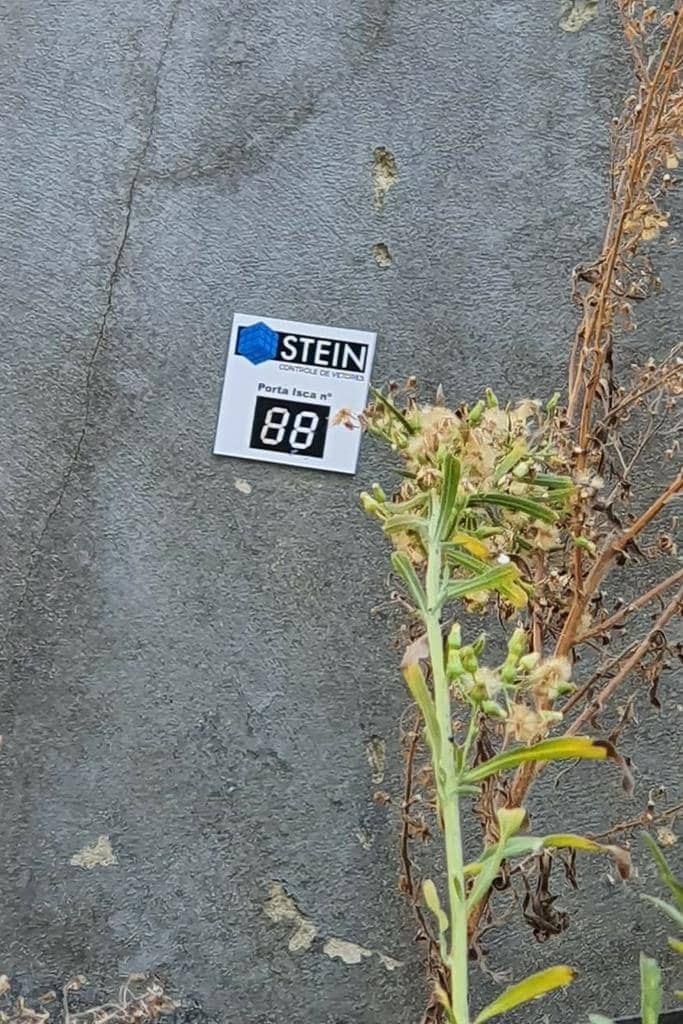 STEIN
CONTROLE DE VETORES
Porta Isca nº
88